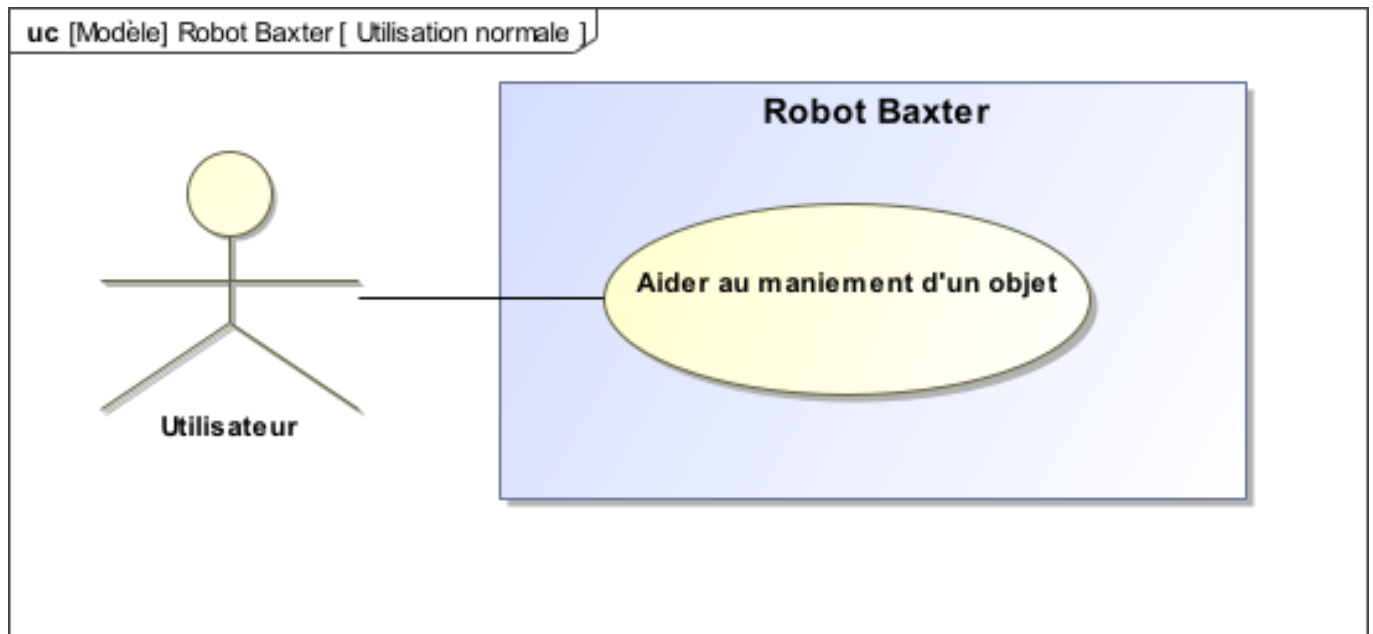 uc [Modèle] Robot Baxter [ Utilisation normale ]
Robot Baxter
Aider au maniement d'un objet
Utilisateur